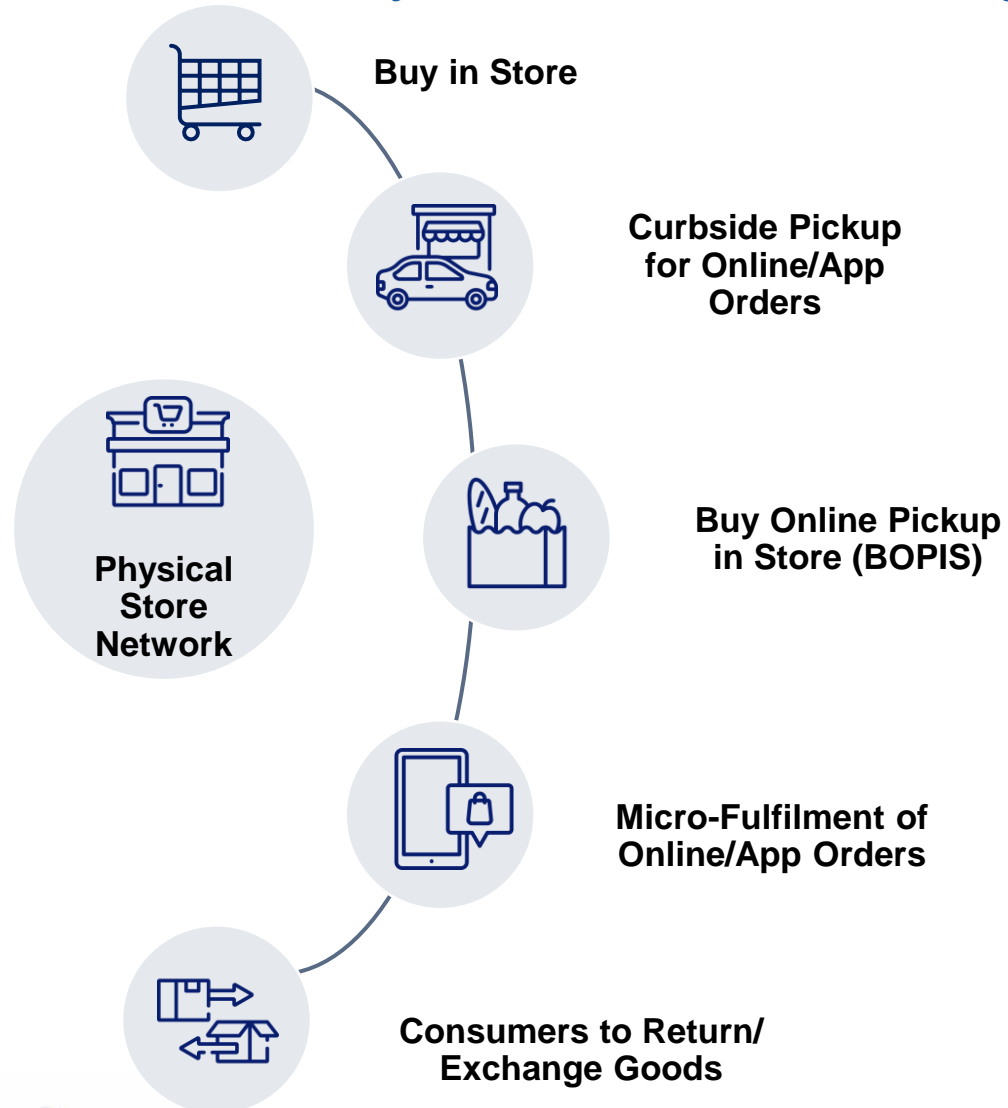 Buy in Store
Curbside Pickup
for Online/App
Orders
Physical
Store
Network
Buy Online Pickup
in Store (BOPIS)
Micro-Fulfilment of
Online/App Orders
Consumers to Return/
Exchange Goods